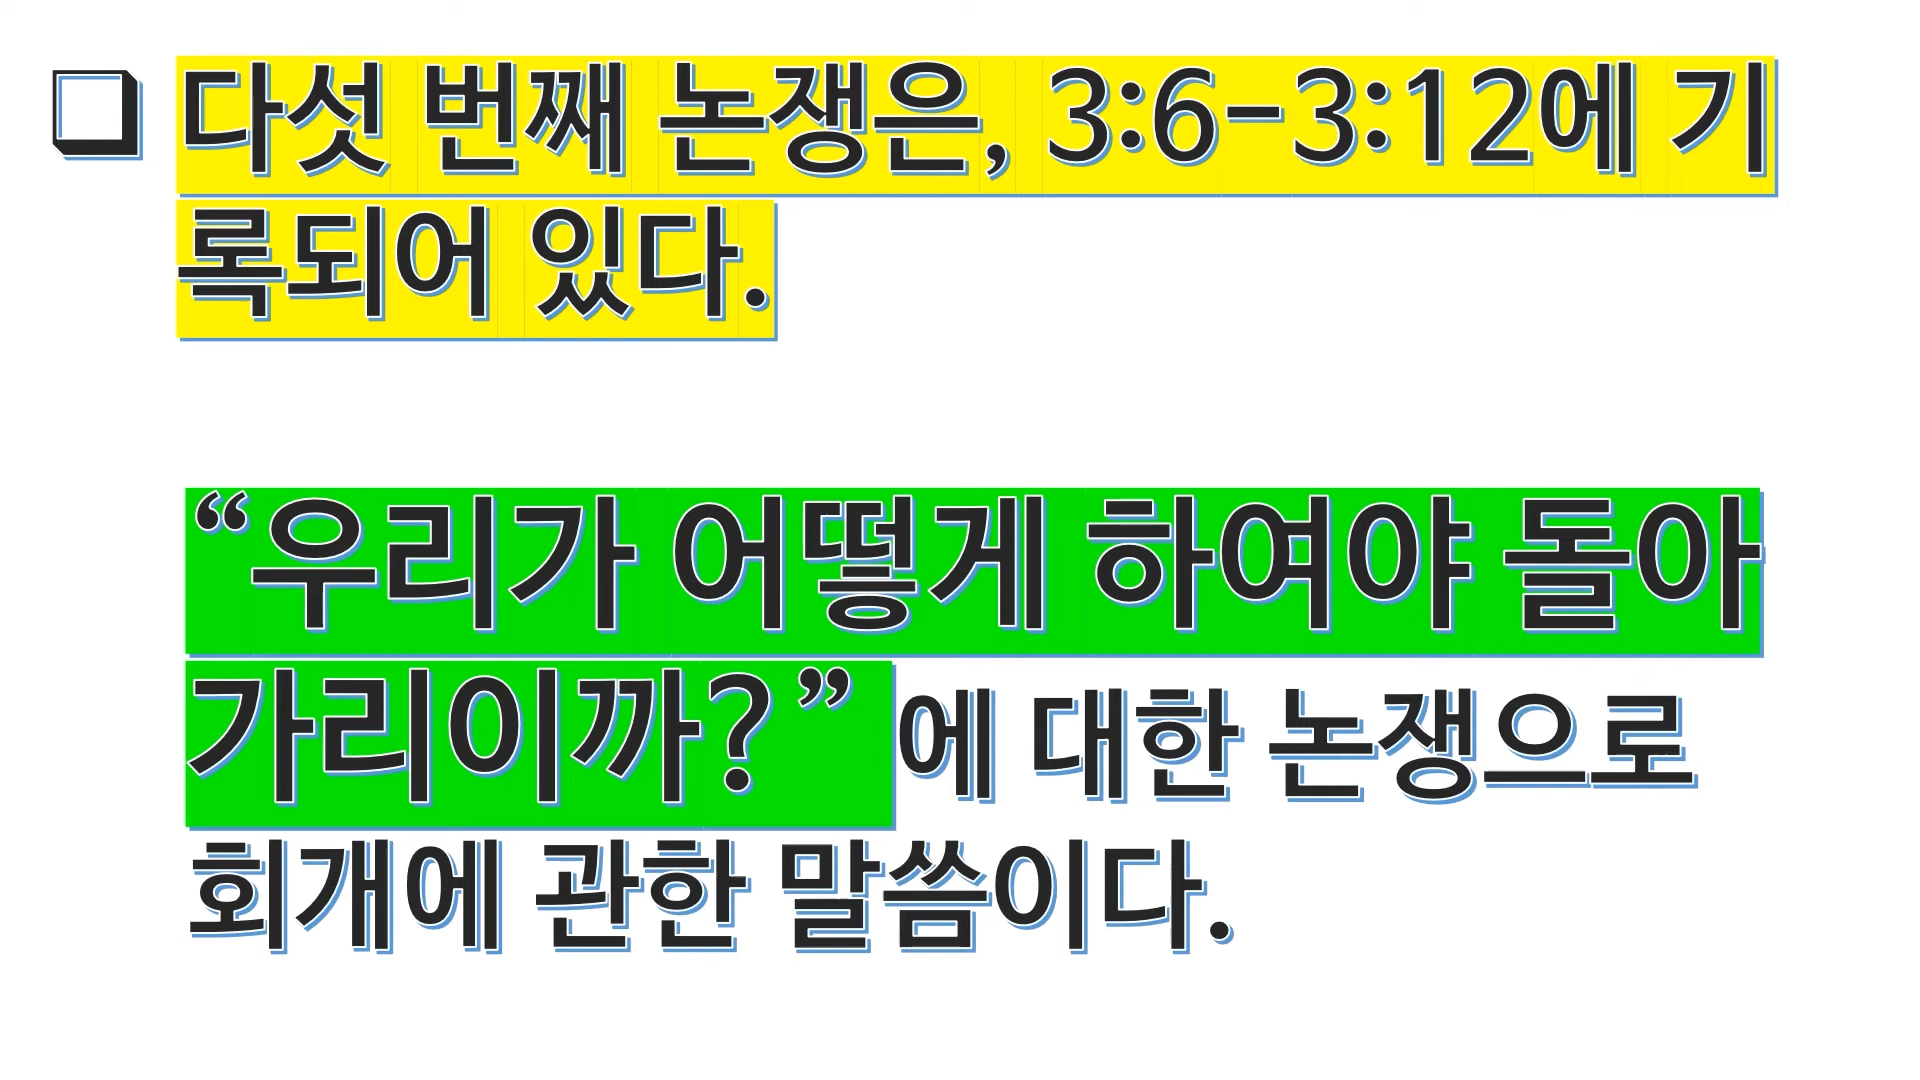 ❑ 다섯 번째 논쟁은, 3:6-3:12에 기
록되어 있다.
“우리가 어떻게 하여야 돌아
가리이까?” 에 대한 논쟁으로
회개에 관한 말씀이다.